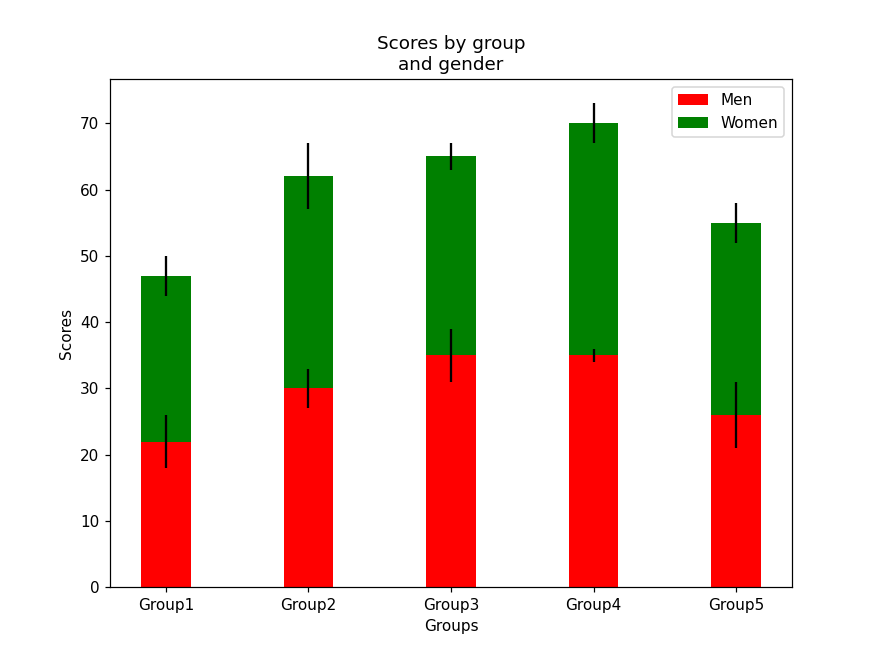 Scores by group
and gender
Men
Women
Scores
70
60
50
40
30
20
10
0
Group1 Group2 Group3 Group4 Group5
Groups